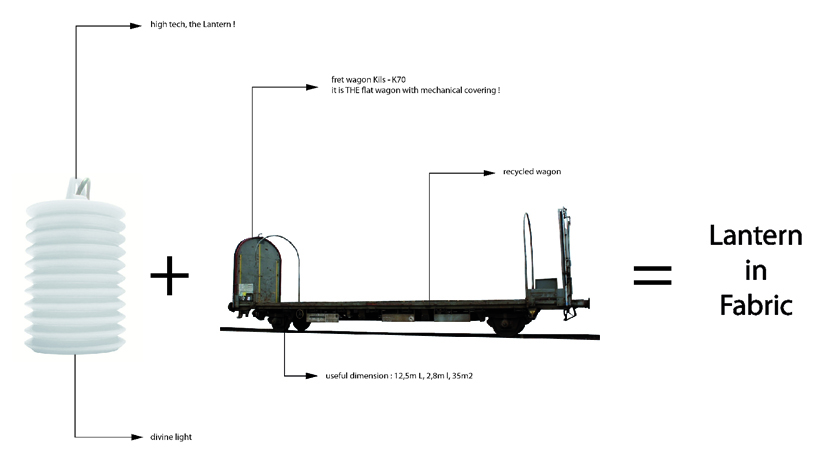 high tech, the Lantern !
fret wagon Kils - K70
it is THE flat wagon with mechanical covering !
recycled wagon
+
=
Lantern
in
Fabric
useful dimension : 12,5m L, 2,8m l, 35m2
divine light